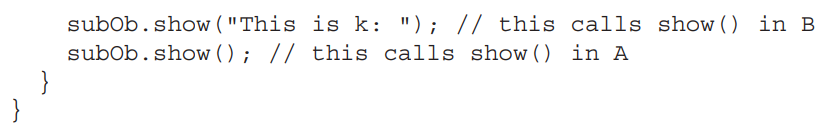 subOb.show("This is k: "); // this calls show() in B
subOb.show(); // this calls show() in A
}
}